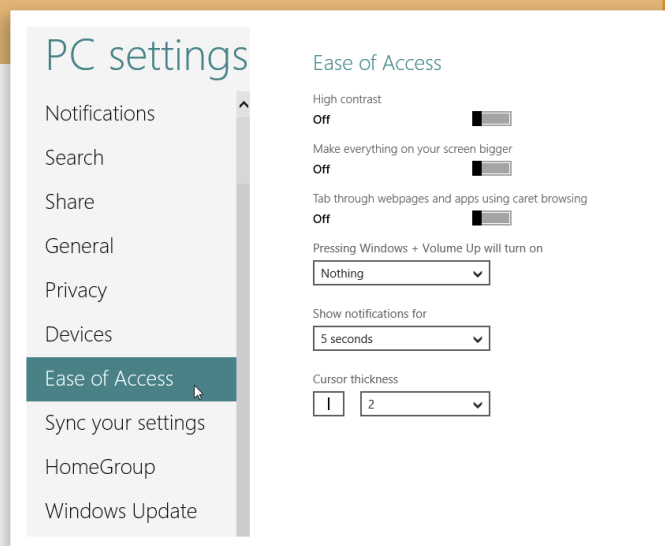 PC settings
Notifications
Search
Share
General
Privacy
Devices
Ease of Access
Sync your settings
HomeGroup
Windows Update
Ease of Access
High contrast
Off
Make everything on your screen bigger
Off
Tab through webpages and apps using caret browsing
Off
Pressing Windows + Volume Up will turn on
Nothing
Show notifications for
5 seconds
Cursor thickness
2